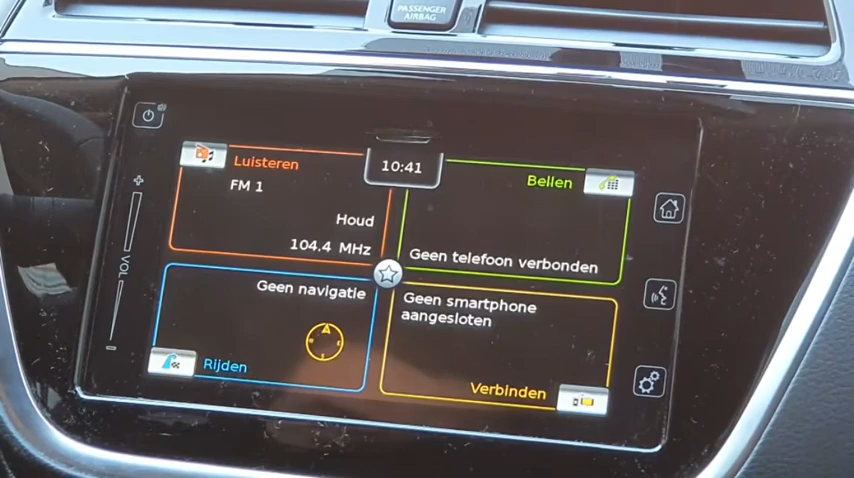 PASSENGER
AIRBAG
Luisteren
FM 1
Houd
104.4 MHz
10:41
Bellen
Geen telefoon verbonden
Geen navigatie
Rijden
Geen smartphone
aangesloten
Verbinden
VOL